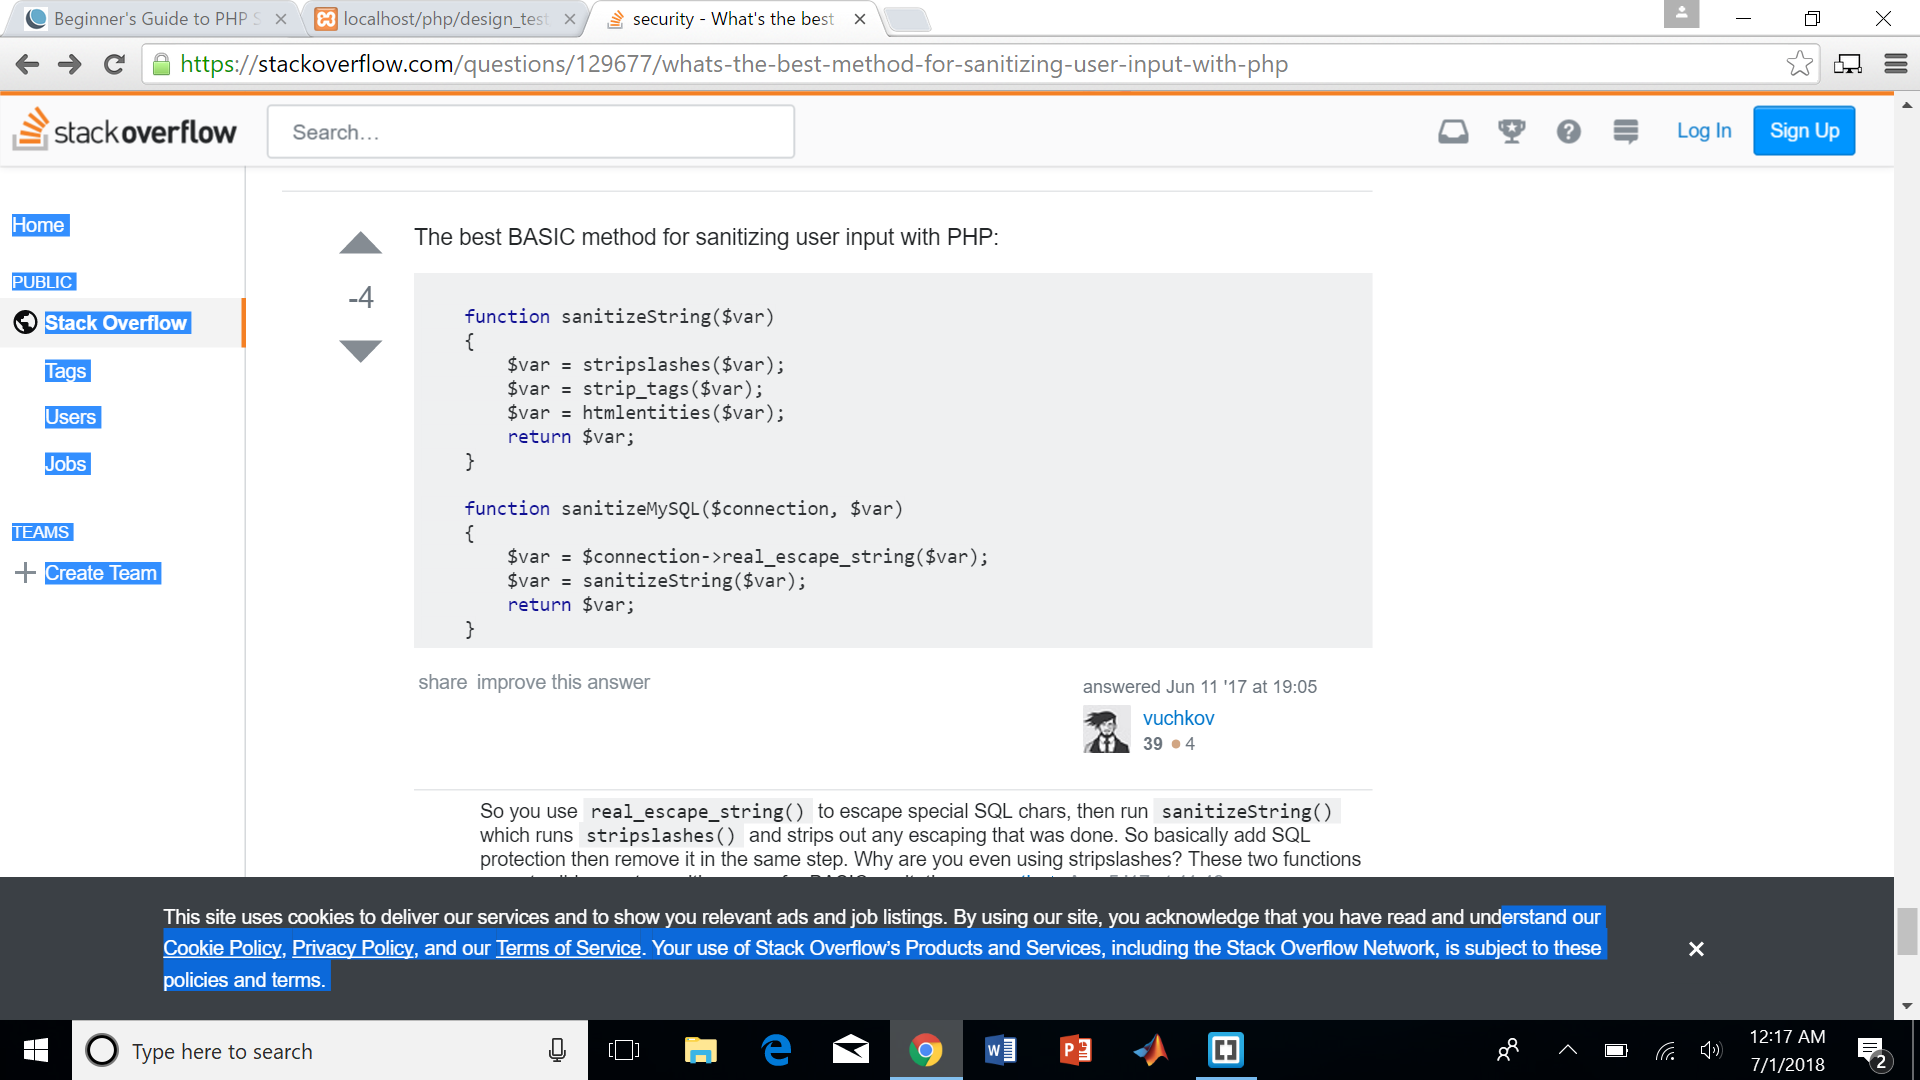 Beginner's Guide to PHP S
localhost/php/design_test
security - What's the best
https://stackoverflow.com/questions/129677/whats-the-best-method-for-sanitizing-user-input-with-php
stackoverflow
Search...
Log In
Sign Up
Home
PUBLIC
Stack Overflow
Tags
Users
Jobs
TEAMS
Create Team
The best BASIC method for sanitizing user input with PHP:
-4
function sanitizeString($var)
{
    $var = stripslashes($var);
    $var = strip_tags($var);
    $var = htmlentities($var);
    return $var;
}
function sanitizeMySQL($connection, $var)
{
    $var = $connection->real_escape_string($var);
    $var = sanitizeString($var);
    return $var;
}
share improve this answer
answered Jun 11 '17 at 19:05
vuchkov
39 ● 4
So you use real_escape_string() to escape special SQL chars, then run sanitizeString()
which runs stripslashes() and strips out any escaping that was done. So basically add SQL
protection then remove it in the same step. Why are you even using stripslashes? These two functions
This site uses cookies to deliver our services and to show you relevant ads and job listings. By using our site, you acknowledge that you have read and understand our
Cookie Policy, Privacy Policy, and our Terms of Service. Your use of Stack Overflow's Products and Services, including the Stack Overflow Network, is subject to these
policies and terms.
Type here to search
12:17 AM
7/1/2018
2